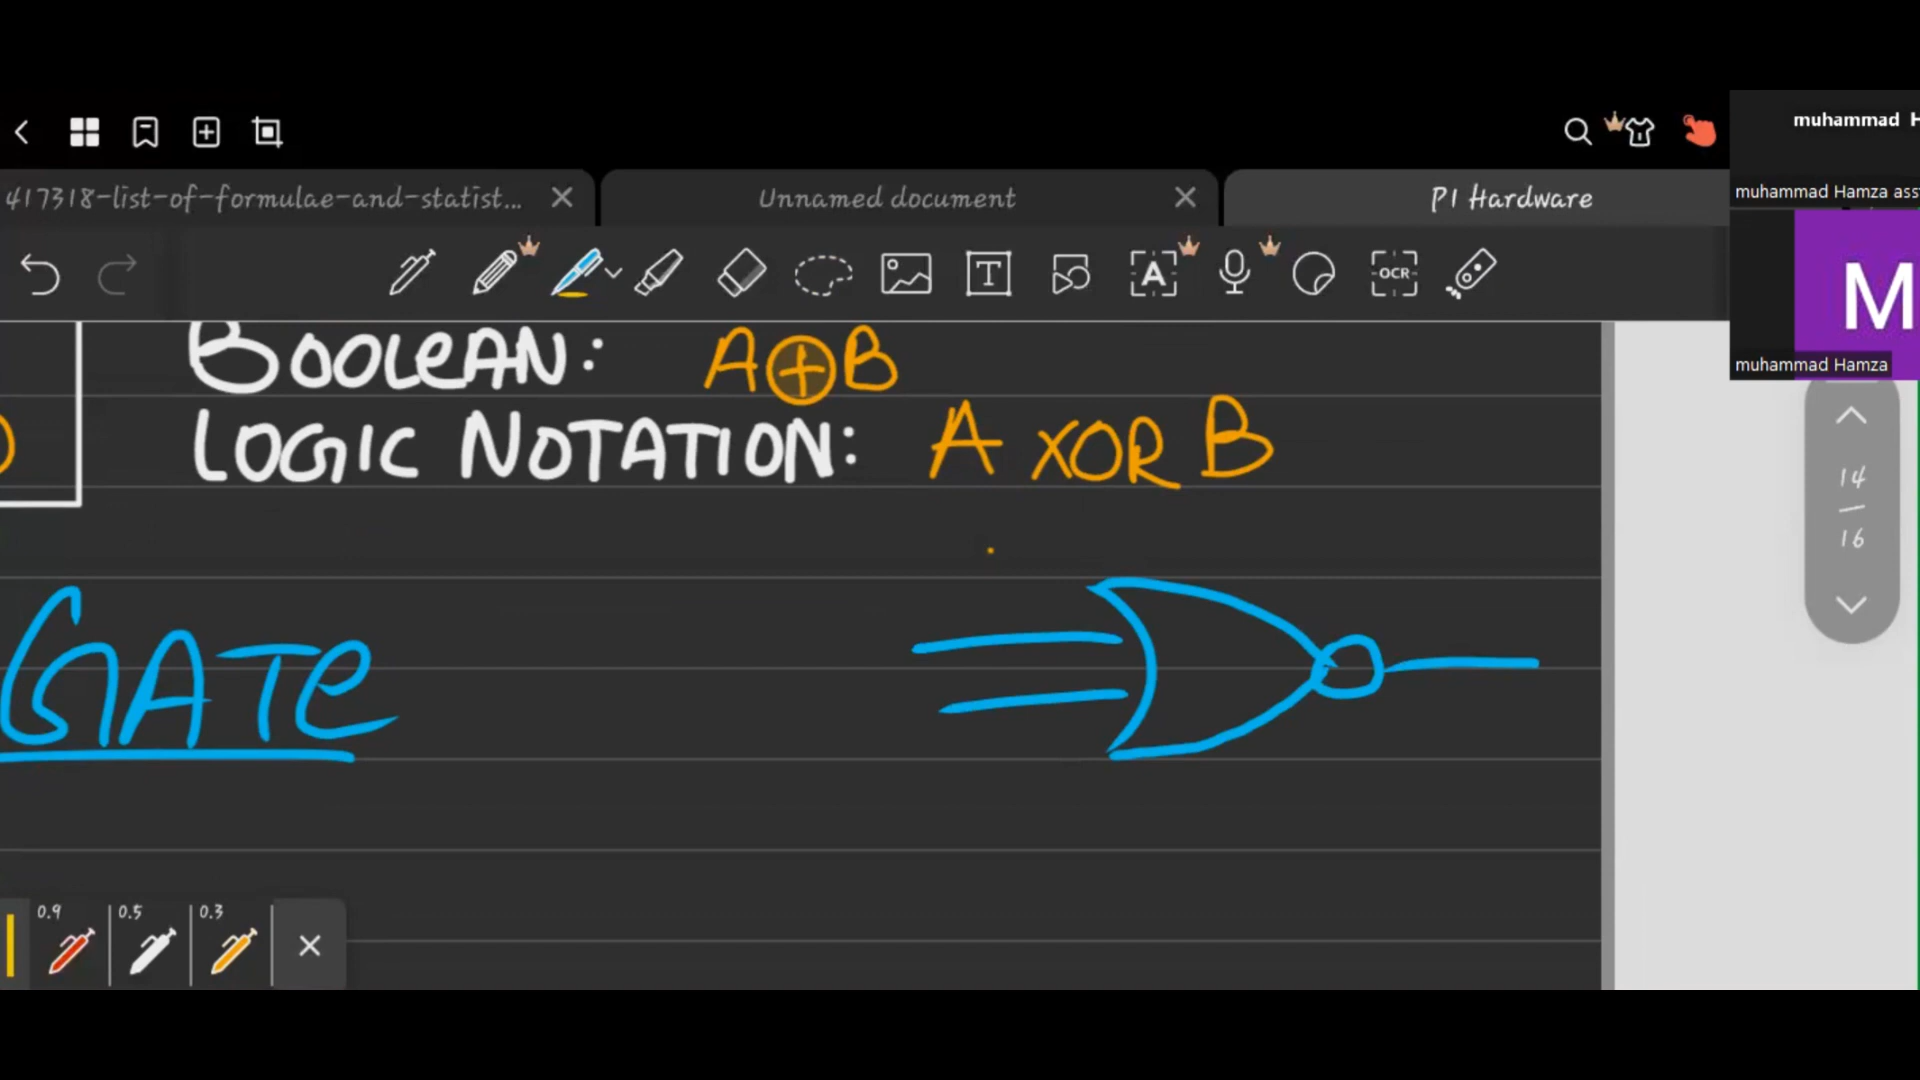 muhammad H
muhammad Hamza ass
417318-list-of-formulae-and-statist...
Unnamed document
P1 Hardware
T
A
OCR
M
muhammad Hamza
BOOLEAN: A⊕B
LOGIC NOTATION: A XOR B
14
16
GATE
0.9
0.5
0.3